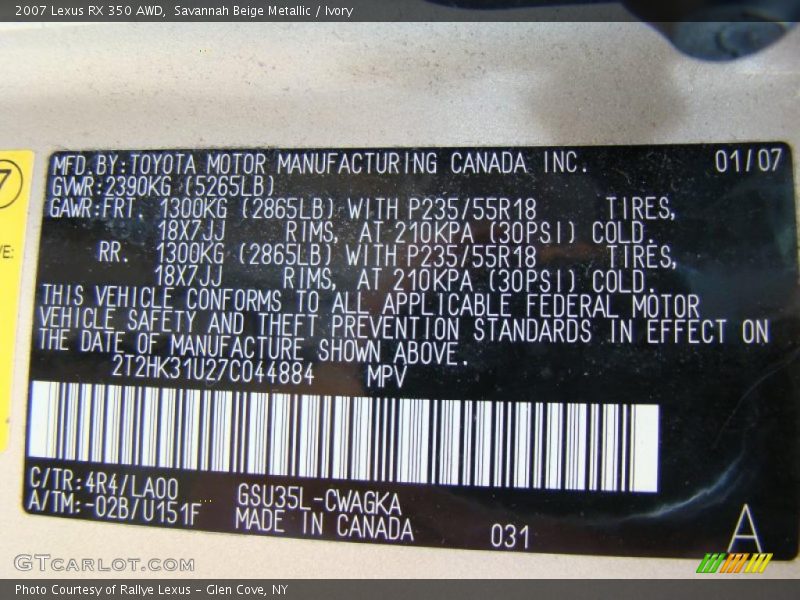 2007 Lexus RX 350 AWD, Savannah Beige Metallic / Ivory
MFD.BY:TOYOTA MOTOR MANUFACTURING CANADA INC. 01/07
GVWR:2390KG (5265LB)
GAWR:FRT. 1300KG (2865LB) WITH P235/55R18 TIRES,
18X7JJ RIMS, AT 210KPA (30PSI) COLD.
RR. 1300KG (2865LB) WITH P235/55R18 TIRES,
18X7JJ RIMS, AT 210KPA (30PSI) COLD.
THIS VEHICLE CONFORMS TO ALL APPLICABLE FEDERAL MOTOR
VEHICLE SAFETY AND THEFT PREVENTION STANDARDS IN EFFECT ON
THE DATE OF MANUFACTURE SHOWN ABOVE.
2T2HK31U27C044884 MPV
C/TR:4R4/LA00 GSU35L-CWAGKA
A/TM:-02B/U151F MADE IN CANADA 031 A
7
VE:
GTCARLOT.COM
Photo Courtesy of Rallye Lexus - Glen Cove, NY